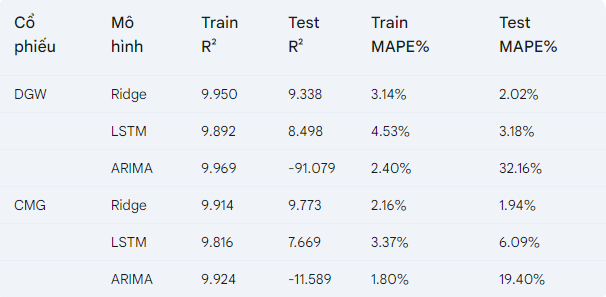 Cổ phiếu Mô hình Train R² Test R² Train MAPE% Test MAPE%
DGW Ridge 9.950 9.338 3.14% 2.02%
LSTM 9.892 8.498 4.53% 3.18%
ARIMA 9.969 -91.079 2.40% 32.16%
CMG Ridge 9.914 9.773 2.16% 1.94%
LSTM 9.816 7.669 3.37% 6.09%
ARIMA 9.924 -11.589 1.80% 19.40%